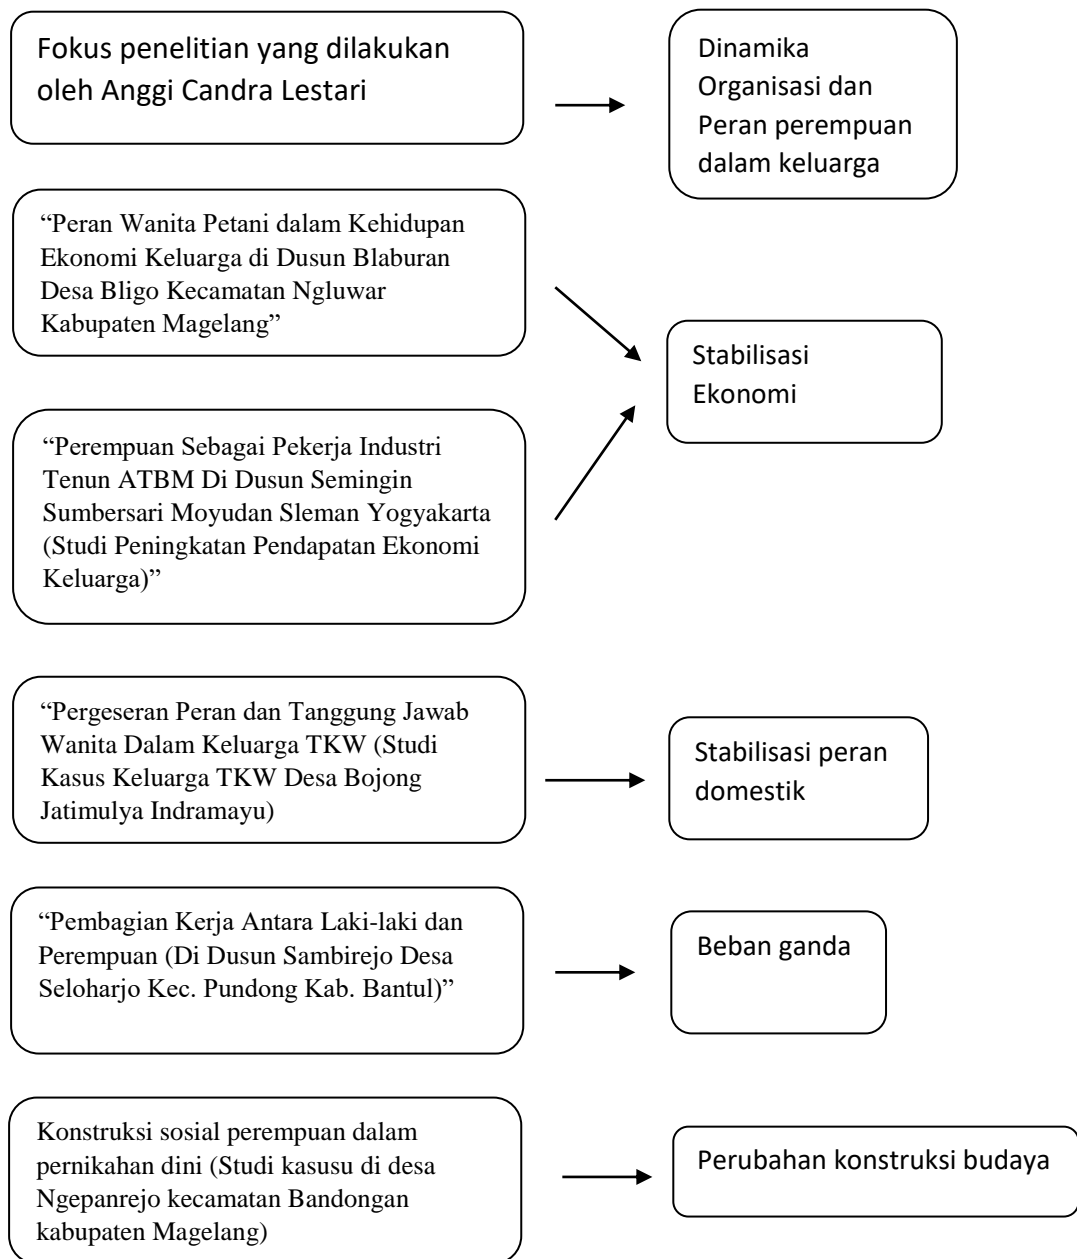 Fokus penelitian yang dilakukan
oleh Anggi Candra Lestari
Dinamika
Organisasi dan
Peran perempuan
dalam keluarga
“Peran Wanita Petani dalam Kehidupan
Ekonomi Keluarga di Dusun Blaburan
Desa Bligo Kecamatan Ngluwar
Kabupaten Magelang”
Stabilisasi
Ekonomi
“Perempuan Sebagai Pekerja Industri
Tenun ATBM Di Dusun Semingin
Sumbersari Moyudan Sleman Yogyakarta
(Studi Peningkatan Pendapatan Ekonomi
Keluarga)”
“Pergeseran Peran dan Tanggung Jawab
Wanita Dalam Keluarga TKW (Studi
Kasus Keluarga TKW Desa Bojong
Jatimulya Indramayu)
Stabilisasi peran
domestik
“Pembagian Kerja Antara Laki-laki dan
Perempuan (Di Dusun Sambirejo Desa
Seloharjo Kec. Pundong Kab. Bantul)”
Beban ganda
Konstruksi sosial perempuan dalam
pernikahan dini (Studi kasusu di desa
Ngepanrejo kecamatan Bandongan
kabupaten Magelang)
Perubahan konstruksi budaya